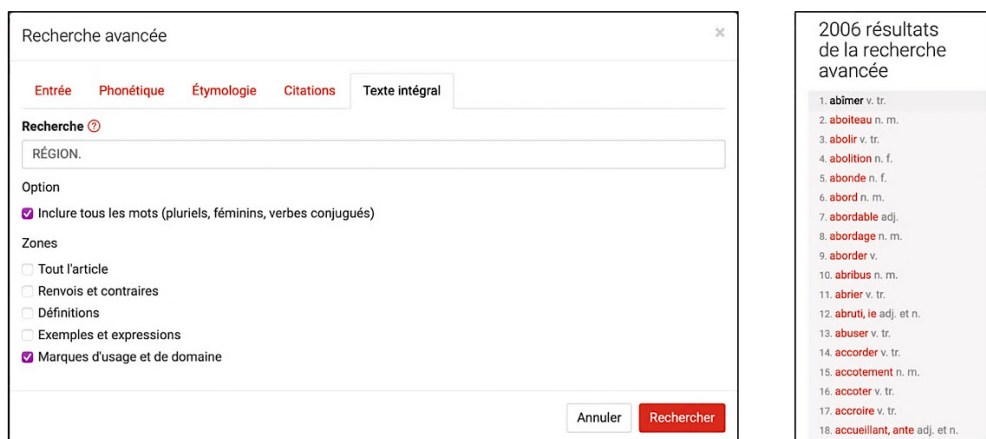 Recherche avancée
×
Entrée Phonétique Étymologie Citations Texte intégral
Recherche ?
RÉGION.
Option
Inclure tous les mots (pluriels, féminins, verbes conjugués)
Zones
Tout l'article
Renvois et contraires
Définitions
Exemples et expressions
Marques d'usage et de domaine
Annuler Rechercher
2006 résultats
de la recherche
avancée
1. abîmer v. tr.
2. aboiteau n. m.
3. abolir v. tr.
4. abolition n. f.
5. abonde n. f.
6. abord n. m.
7. abordable adj.
8. abordage n. m.
9. aborder v.
10. abribus n. m.
11. abrier v. tr.
12. abruti, ie adj. et n.
13. abuser v. tr.
14. accorder v. tr.
15. accotement n. m.
16. accoter v. tr.
17. accroire v. tr.
18. accueillant, ante adj. et n.